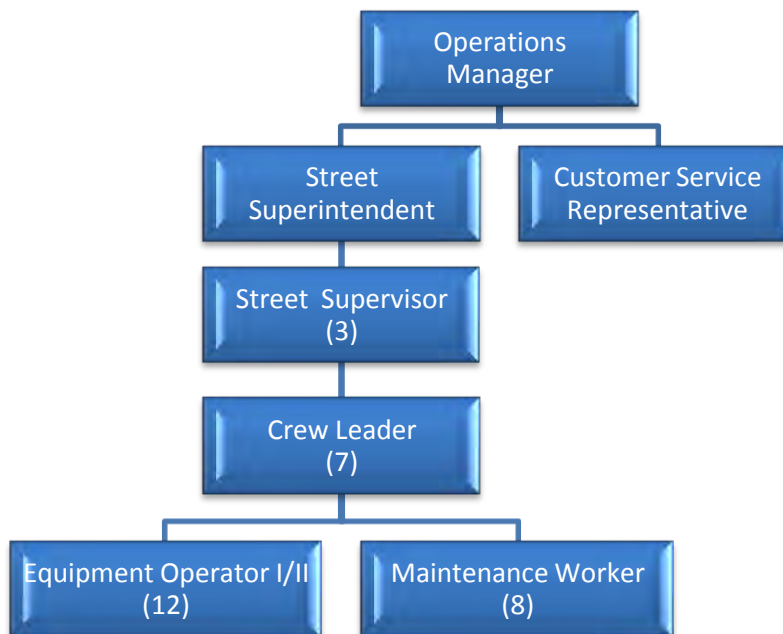 Operations
Manager
Street
Superintendent
Customer Service
Representative
Street Supervisor
(3)
Crew Leader
(7)
Equipment Operator I/II
(12)
Maintenance Worker
(8)